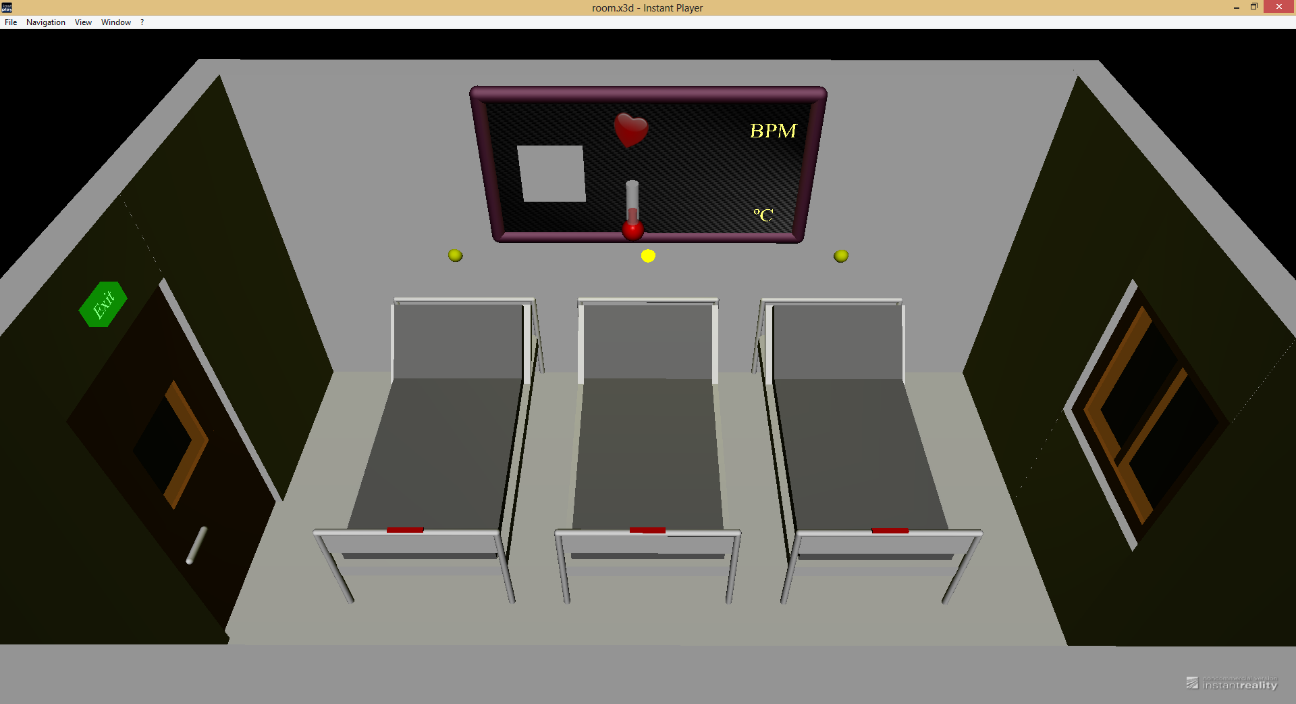 room.x3d - Instant Player
File Navigation View Window ?
BPM
ºC
Exit
instantreality